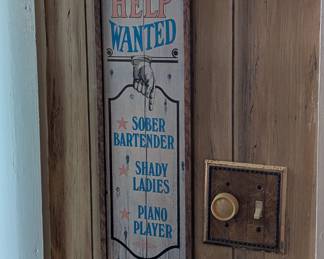 HELP
WANTED
SOBER
BARTENDER
SHADY
LADIES
PIANO
PLAYER